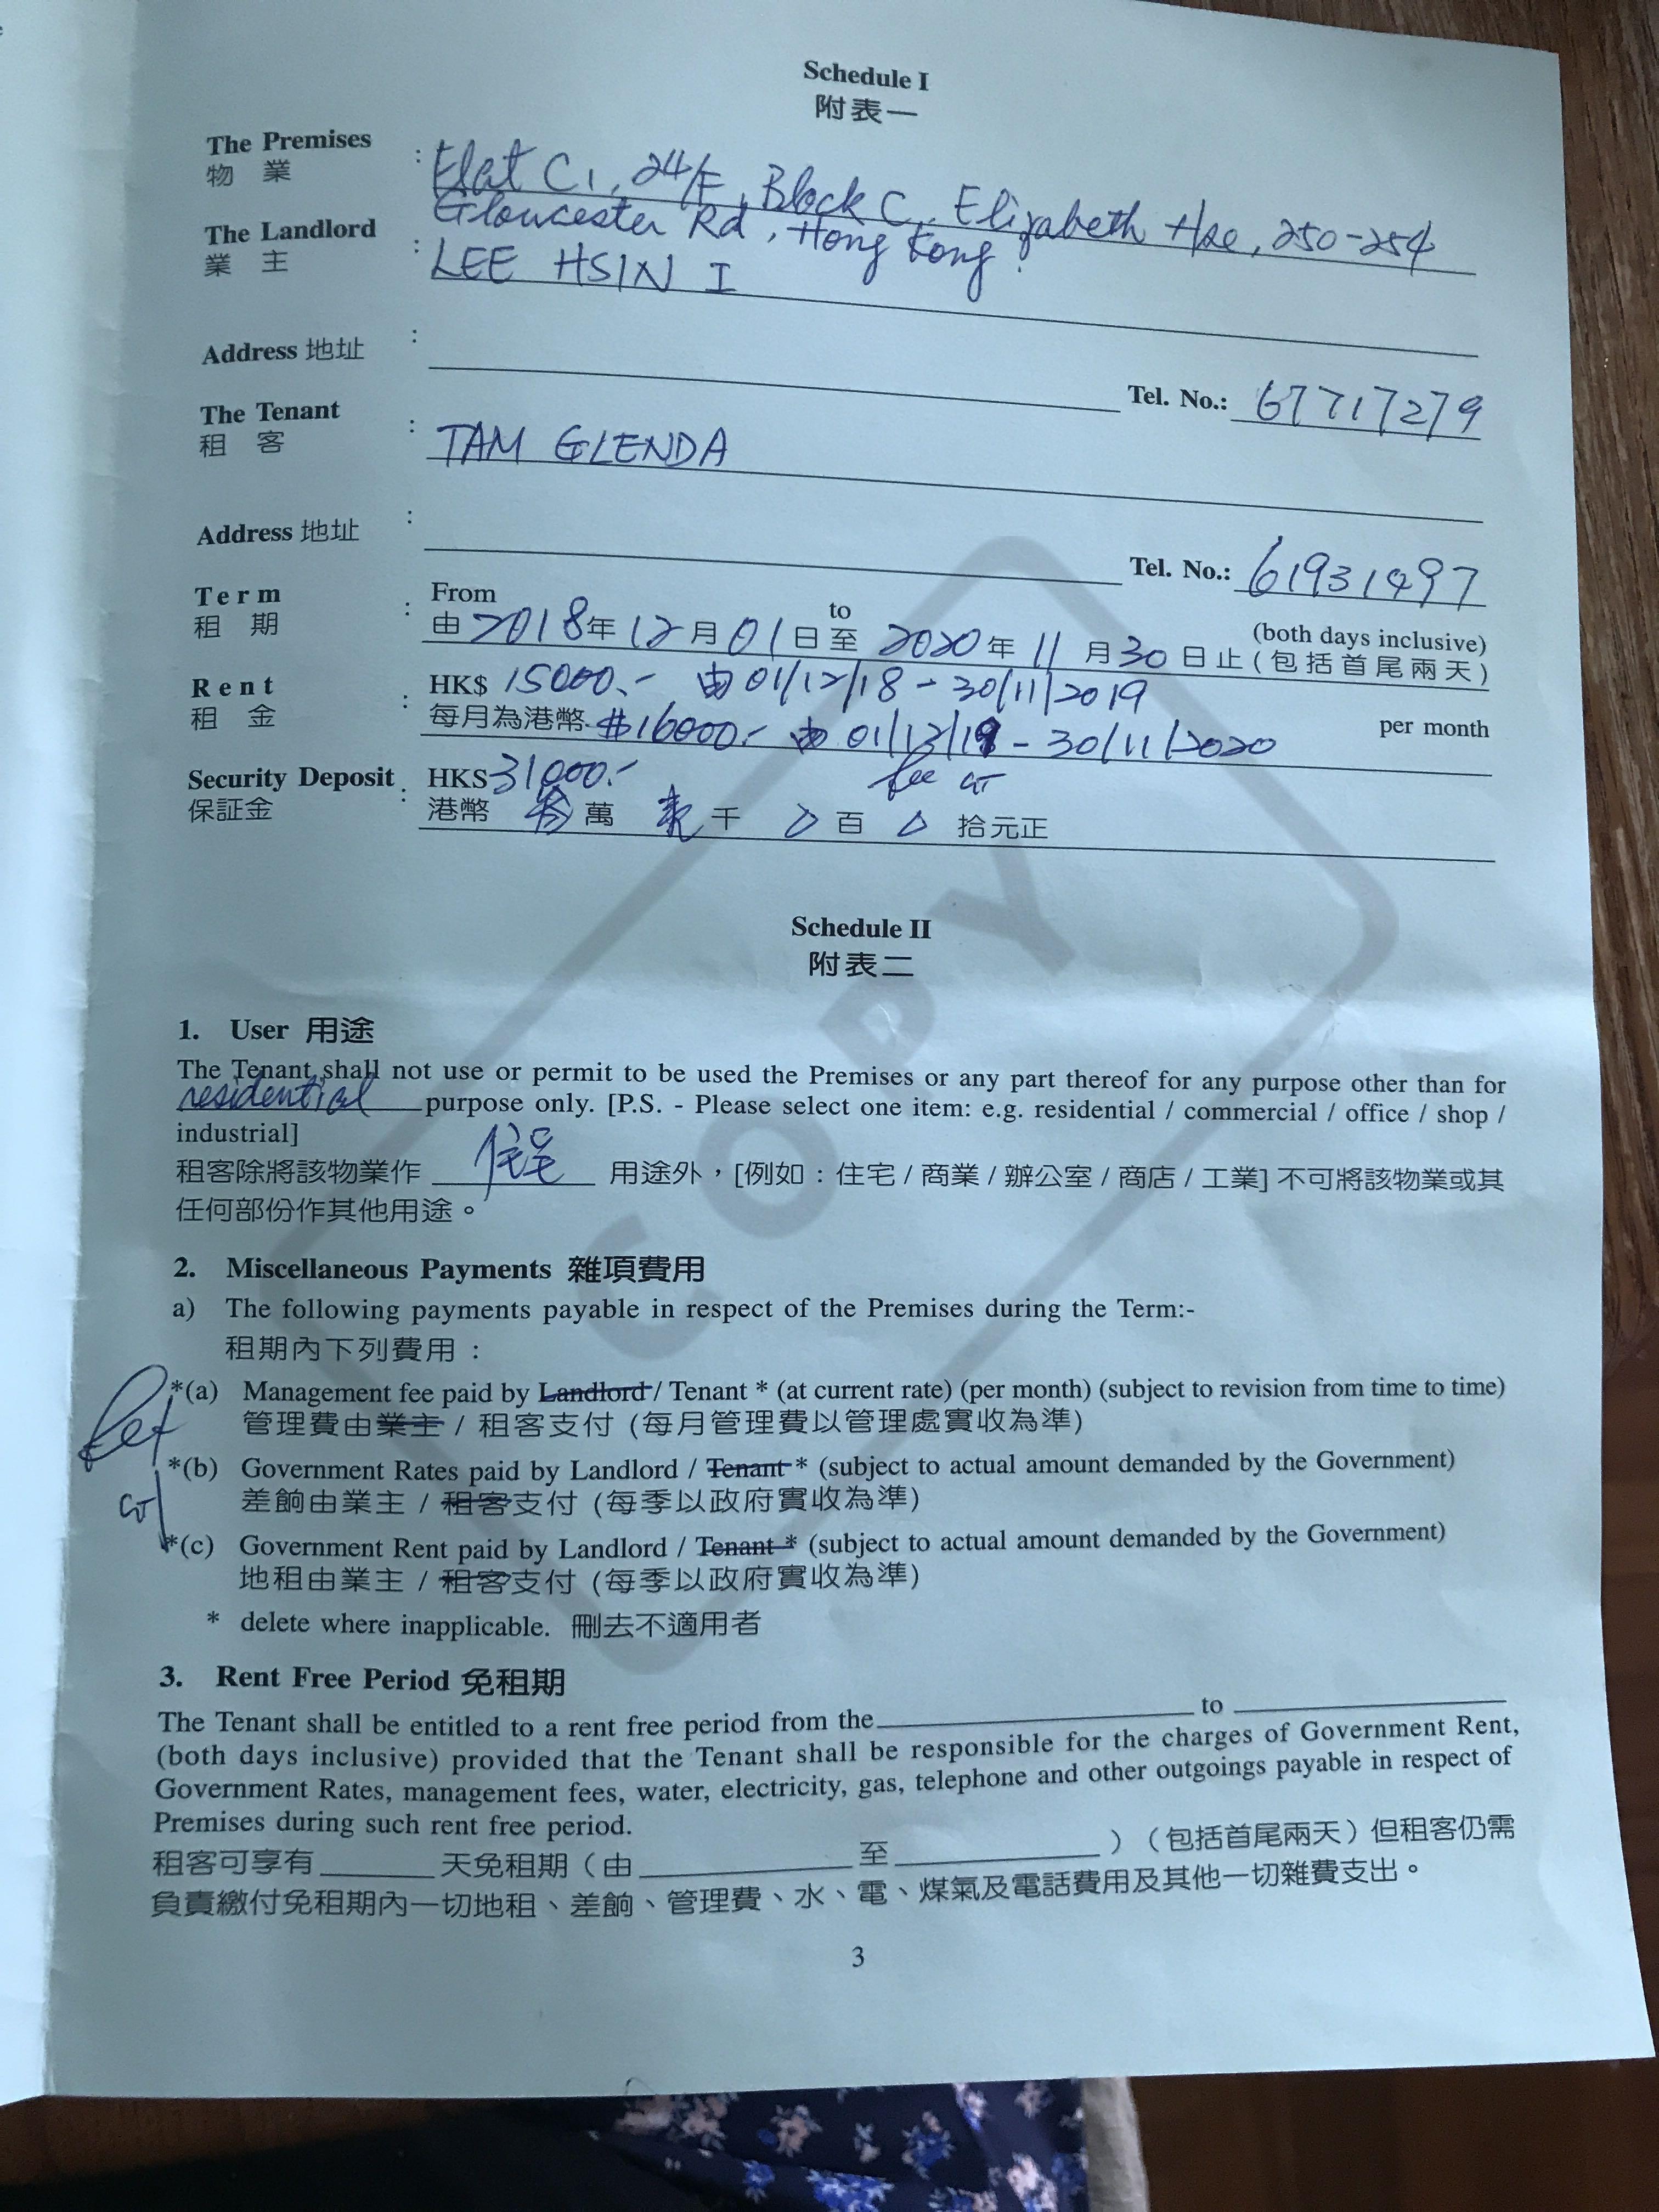 Schedule I
附表一
The Premises : Flat C1, 24/F, Block C, Elizabeth Hse, 250-254
物 業 Gloucester Rd, Hong Kong.
The Landlord : LEE HSIN I
業 主
Address 地址 : Tel. No.: 67717279
The Tenant : TAM GLENDA
租 客
Address 地址 : Tel. No.: 61931497
Term : From to (both days inclusive)
租 期 由 2018 年 12 月 01 日 至 2020 年 11 月 30 日 止 (包括首尾兩天)
Rent : HK$ 15000.- 由 01/12/18 - 30/11/2019
租 金 每月為港幣 $16000.- 由 01/12/19 - 30/11/2020 per month
Security Deposit : HK$ 31000.-
保証金 港幣 叁 萬 千 百 拾元正
Schedule II
附表二
1. User 用途
The Tenant shall not use or permit to be used the Premises or any part thereof for any purpose other than for
residential purpose only. [P.S. - Please select one item: e.g. residential / commercial / office / shop /
industrial]
租客除將該物業作 住宅 用途外，[例如：住宅 / 商業 / 辦公室 / 商店 / 工業] 不可將該物業或其
任何部份作其他用途。
2. Miscellaneous Payments 雜項費用
a) The following payments payable in respect of the Premises during the Term:-
租期內下列費用：
*(a) Management fee paid by Landlord / Tenant * (at current rate) (per month) (subject to revision from time to time)
管理費由業主 / 租客支付 (每月管理費以管理處實收為準)
*(b) Government Rates paid by Landlord / Tenant * (subject to actual amount demanded by the Government)
差餉由業主 / 租客支付 (每季以政府實收為準)
*(c) Government Rent paid by Landlord / Tenant * (subject to actual amount demanded by the Government)
地租由業主 / 租客支付 (每季以政府實收為準)
* delete where inapplicable. 刪去不適用者
3. Rent Free Period 免租期
The Tenant shall be entitled to a rent free period from the to
(both days inclusive) provided that the Tenant shall be responsible for the charges of Government Rent,
Government Rates, management fees, water, electricity, gas, telephone and other outgoings payable in respect of
Premises during such rent free period.
租客可享有 天免租期（由 至 ）（包括首尾兩天）但租客仍需
負責繳付免租期內一切地租、差餉、管理費、水、電、煤氣及電話費用及其他一切雜費支出。
3
COPY